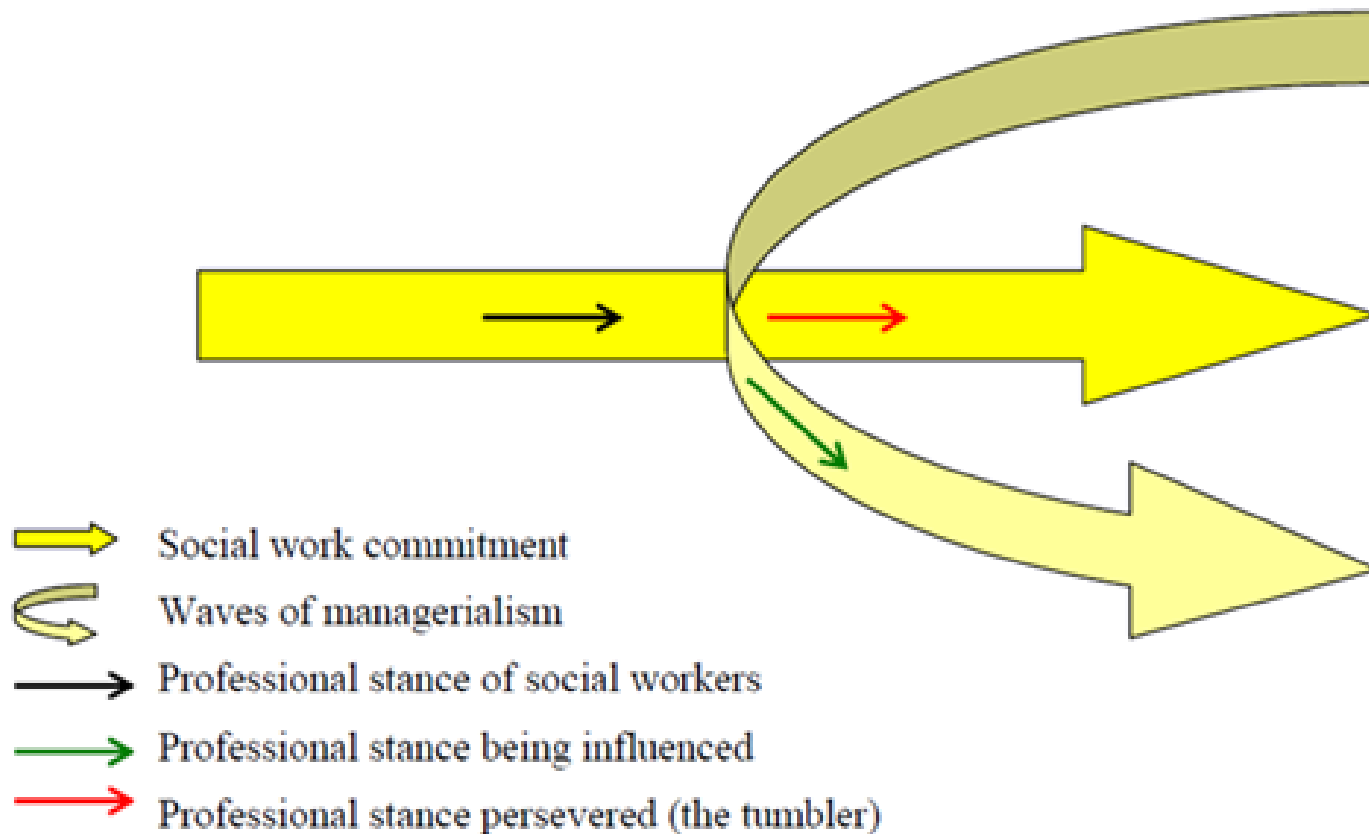 Social work commitment
Waves of managerialism
Professional stance of social workers
Professional stance being influenced
Professional stance persevered (the tumbler)